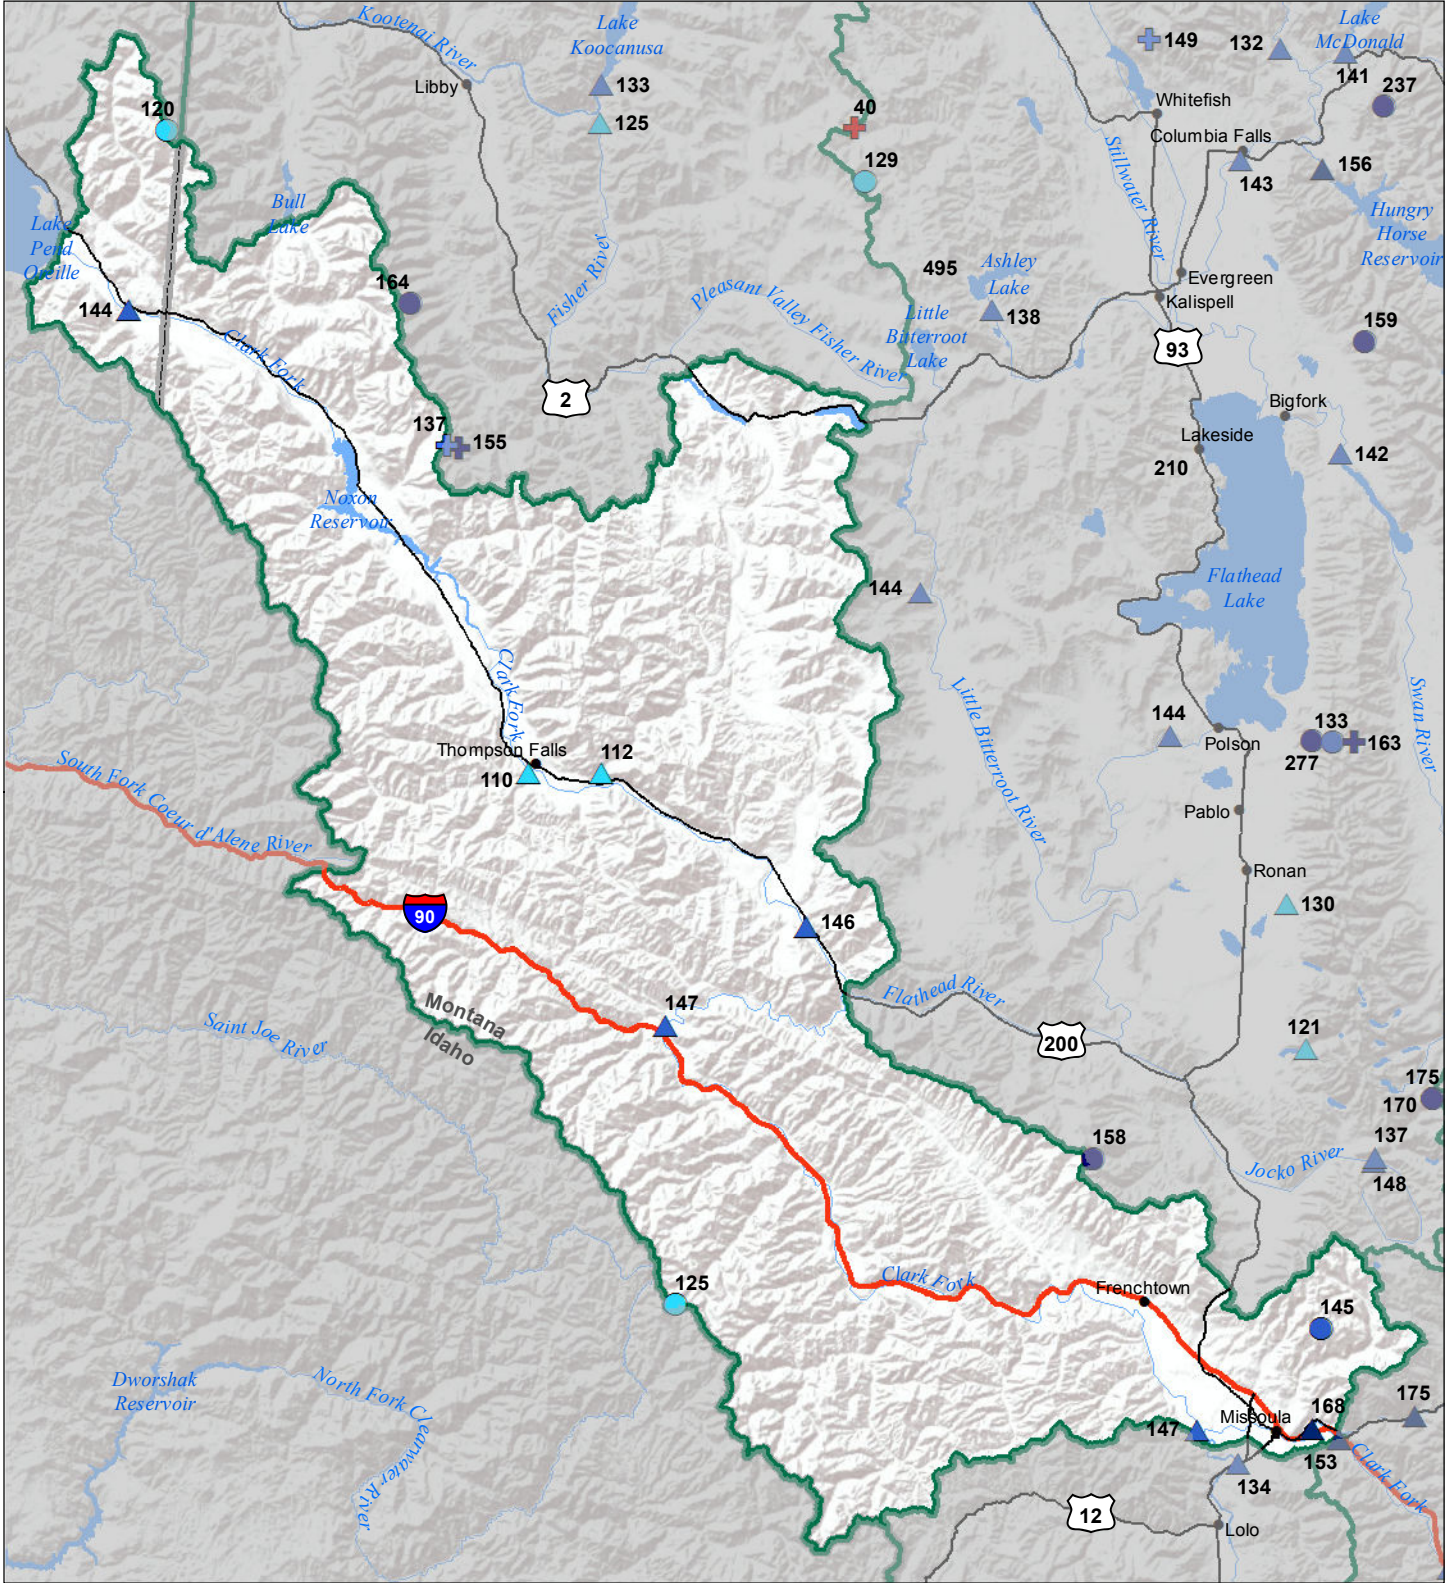 Kootenai River
Lake
Koocanusa
149
132
Lake
McDonald
141
Libby
133
237
120
125
40
Whitefish
Columbia Falls
129
143
156
Stillwater River
Bull
Lake
Lake
Pend
Oreille
Hungry
Horse
Reservoir
Fisher River
495
Ashley
Lake
Evergreen
Kalispell
164
Pleasant Valley Fisher River
144
Little
Bitterroot
Lake
138
159
Clark Fork
93
2
Bigfork
137
155
Lakeside
210
142
Noxon
Reservoir
Flathead
Lake
144
Clark Fork
Little Bitterroot River
Swan River
144
Polson
133
277
163
Thompson Falls
110
112
South Fork Coeur d'Alene River
Pablo
Ronan
130
90
146
Flathead River
Montana
Idaho
147
Saint Joe River
200
121
175
170
158
137
148
Jocko River
125
Clark Fork
Frenchtown
145
Dworshak
Reservoir
North Fork Clearwater River
175
147
Missoula
168
153
Clark Fork
134
12
Lolo